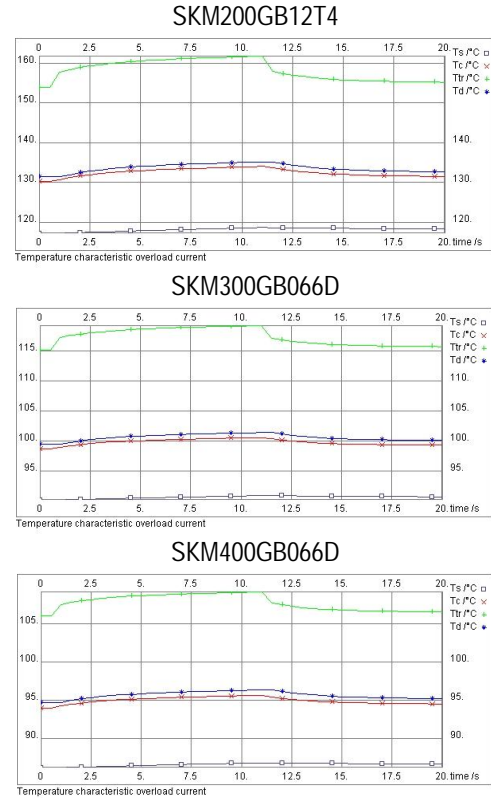 SKM200GB12T4
0 2.5 5. 7.5 10. 12.5 15. 17.5 20. Ts /°C
160. Tc /°C
Ttr /°C
Td /°C
150.
140. 140.
130. 130.
120. 120.
0 2.5 5. 7.5 10. 12.5 15. 17.5 20. time /s
Temperature characteristic overload current
SKM300GB066D
0 2.5 5. 7.5 10. 12.5 15. 17.5 20. Ts /°C
Tc /°C
Ttr /°C
115. Td /°C
110. 110.
105. 105.
100. 100.
95. 95.
0 2.5 5. 7.5 10. 12.5 15. 17.5 20. time /s
Temperature characteristic overload current
SKM400GB066D
0 2.5 5. 7.5 10. 12.5 15. 17.5 20. Ts /°C
Tc /°C
105. Ttr /°C
Td /°C
100. 100.
95. 95.
90. 90.
0 2.5 5. 7.5 10. 12.5 15. 17.5 20. time /s
Temperature characteristic overload current